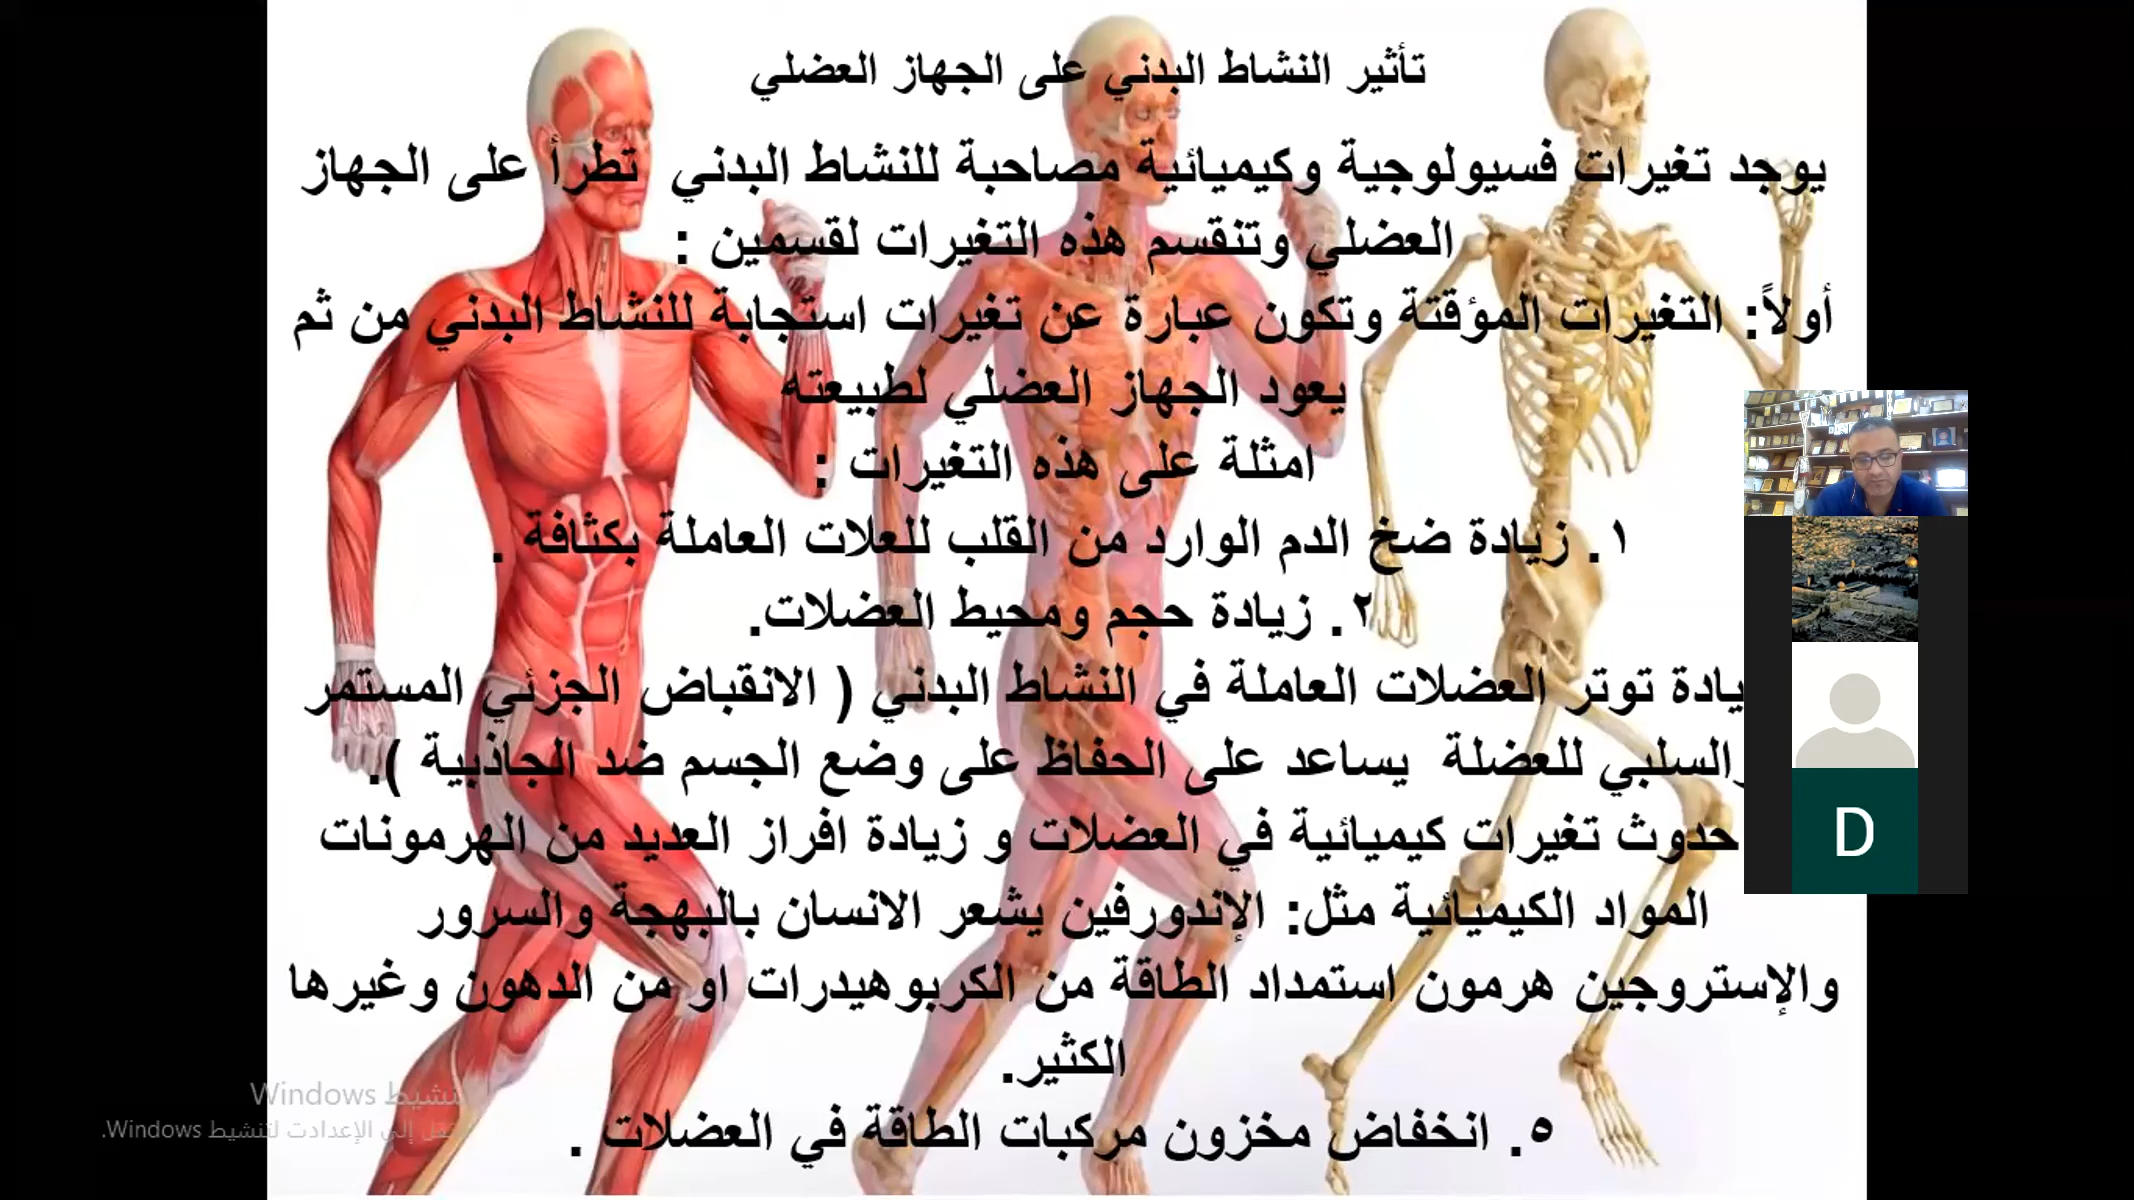 تأثير النشاط البدني على الجهاز العضلي
يوجد تغيرات فسيولوجية وكيميائية مصاحبة للنشاط البدني تطرأ على الجهاز
العضلي وتنقسم هذه التغيرات لقسمين :
أولاً: التغيرات المؤقتة وتكون عبارة عن تغيرات استجابة للنشاط البدني من ثم
يعود الجهاز العضلي لطبيعته
امثلة على هذه التغيرات :
١. زيادة ضخ الدم الوارد من القلب للعلات العاملة بكثافة .
٢. زيادة حجم ومحيط العضلات.
توتر العضلات العاملة في النشاط البدني ( الانقباض الجزئي المستمر
والسلبي للعضلة يساعد على الحفاظ على وضع الجسم ضد الجاذبية ).
حدوث تغيرات كيميائية في العضلات و زيادة افراز العديد من الهرمونات
المواد الكيميائية مثل: الإندورفين يشعر الانسان بالبهجة والسرور
والإستروجين هرمون استمداد الطاقة من الكربوهيدرات او من الدهون وغيرها
الكثير.
٥. انخفاض مخزون مركبات الطاقة في العضلات .
D
تنشيط Windows
إلى الإعدادت لتنشيط Windows.